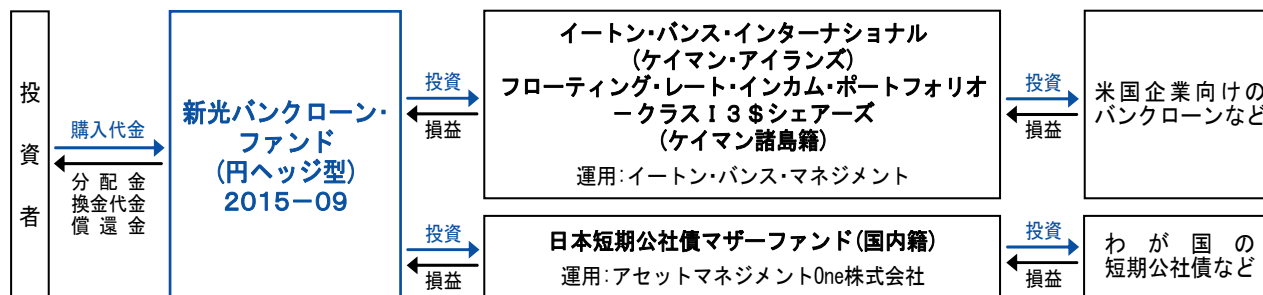 投資者
購入代金
分配金
換金代金
償還金
新光バンクローン・
ファンド
(円ヘッジ型)
2015-09
投資
損益
イートン・バンス・インターナショナル
(ケイマン・アイランズ)
フローティング・レート・インカム・ポートフォリオ
-クラスI3$シェアーズ
(ケイマン諸島籍)
運用:イートン・バンス・マネジメント
投資
損益
米国企業向けの
バンクローンなど
投資
損益
日本短期公社債マザーファンド(国内籍)
運用:アセットマネジメントOne株式会社
投資
損益
わが国の
短期公社債など